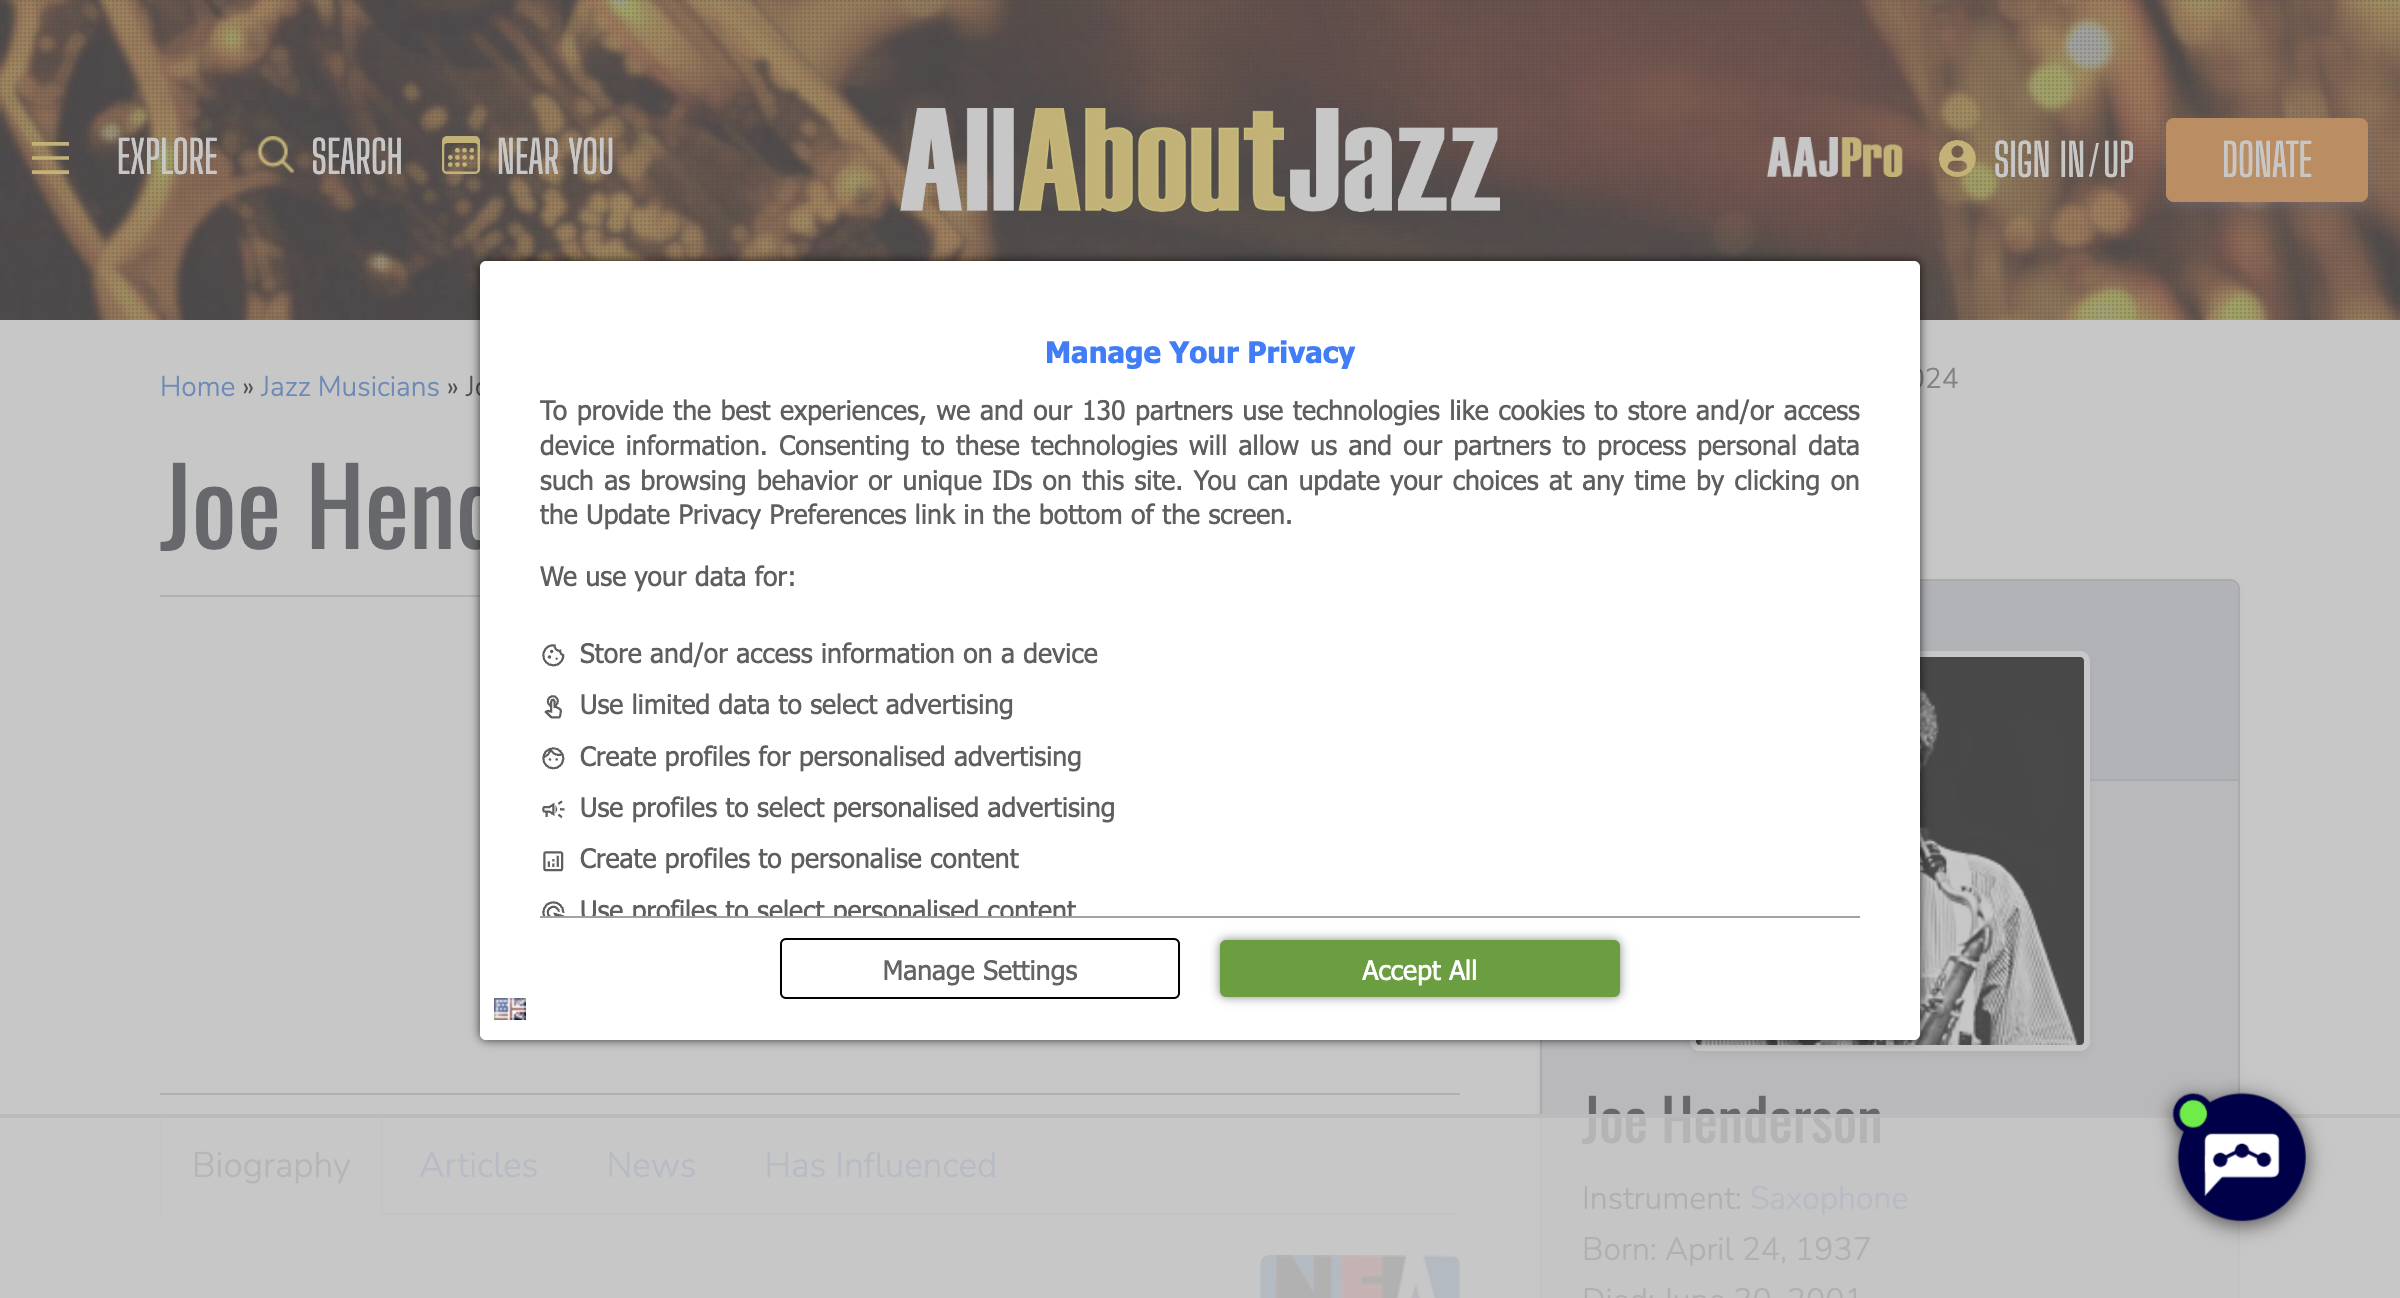 EXPLORE
SEARCH
NEAR YOU
AllAboutJazz
AAJPro
SIGN IN/UP
DONATE
Home » Jazz Musicians »
Joe
Manage Your Privacy
To provide the best experiences, we and our 130 partners use technologies like cookies to store and/or access
device information. Consenting to these technologies will allow us and our partners to process personal data
such as browsing behavior or unique IDs on this site. You can update your choices at any time by clicking on
the Update Privacy Preferences link in the bottom of the screen.
We use your data for:
Store and/or access information on a device
Use limited data to select advertising
Create profiles for personalised advertising
Use profiles to select personalised advertising
Create profiles to personalise content
Use profiles to select personalised content
Manage Settings
Accept All
Joe Henderson
Biography
Articles
News
Has Influenced
Instrument: Saxophone
Born: April 24, 1937
Died: June 30, 2001
NEA